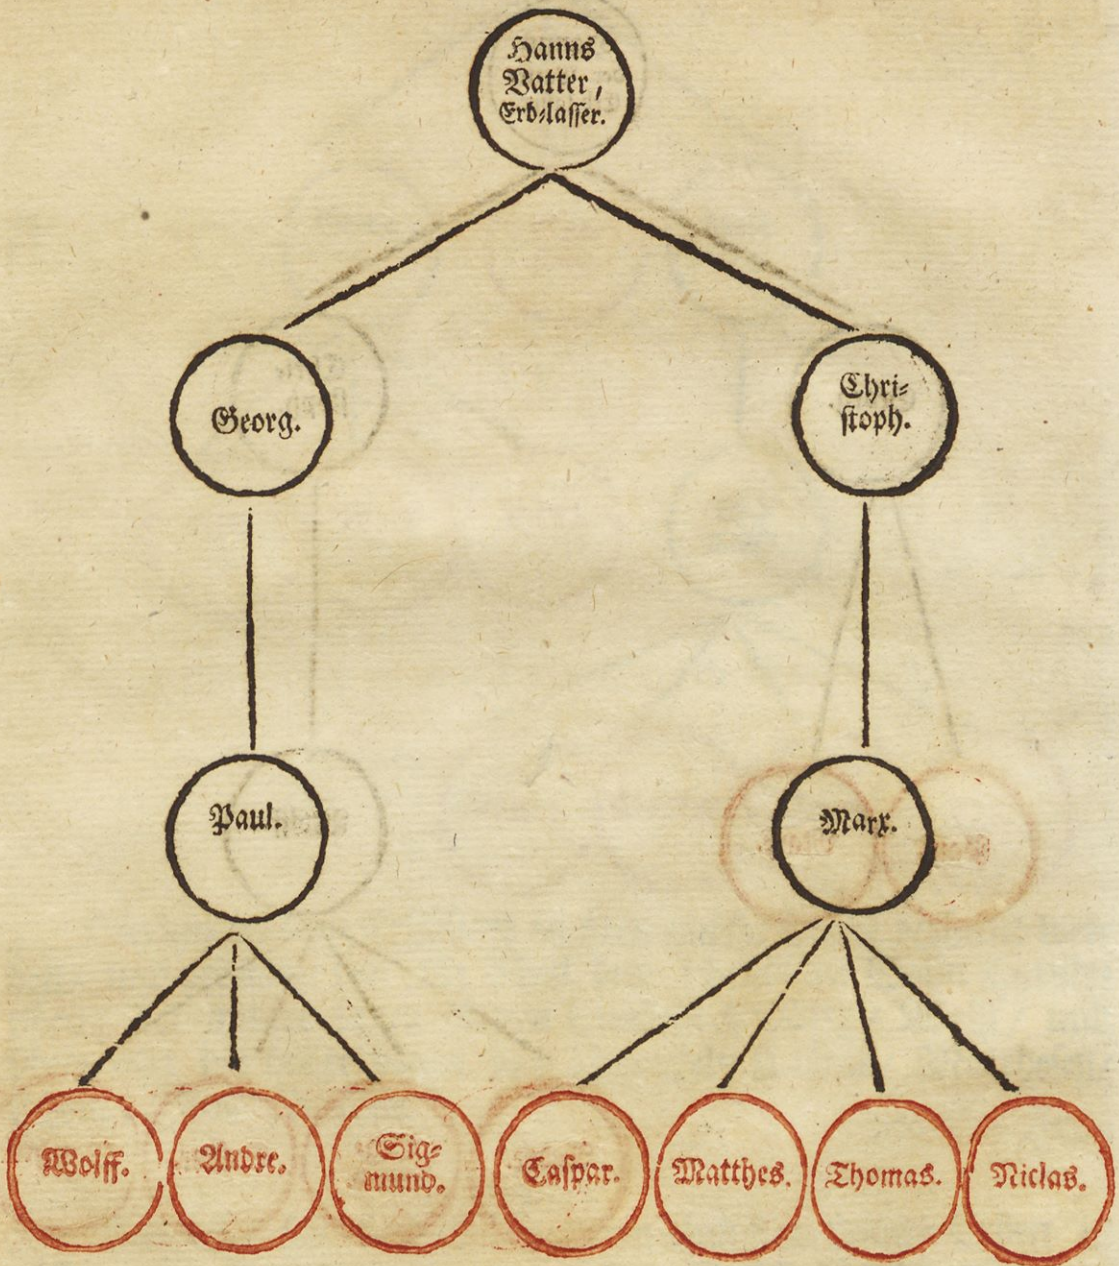 Hanns
Vatter,
Erb⸗lasser.
Georg.
Chri⸗
stoph.
Paul.
Marx.
Wolff.
Andre.
Sig⸗
mund.
Caspar.
Matthes.
Thomas.
Niclas.